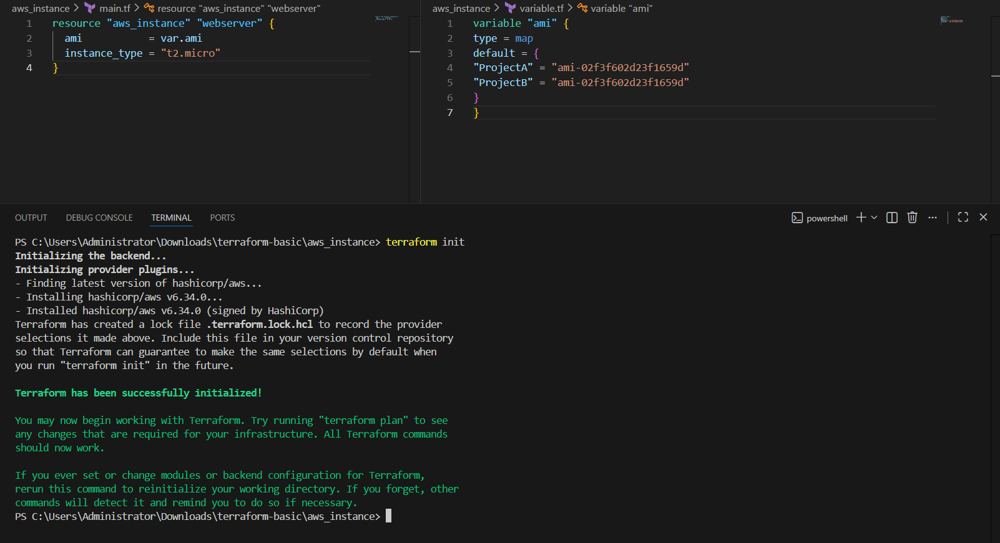 aws_instance > main.tf > resource "aws_instance" "webserver"
1 resource "aws_instance" "webserver" {
2   ami           = var.ami
3   instance_type = "t2.micro"
4 }
aws_instance > variable.tf > variable "ami"
1 variable "ami" {
2 type = map
3 default = {
4 "ProjectA" = "ami-02f3f602d23f1659d"
5 "ProjectB" = "ami-02f3f602d23f1659d"
6 }
7 }
OUTPUT DEBUG CONSOLE TERMINAL PORTS powershell
PS C:\Users\Administrator\Downloads\terraform-basic\aws_instance> terraform init
Initializing the backend...
Initializing provider plugins...
- Finding latest version of hashicorp/aws...
- Installing hashicorp/aws v6.34.0...
- Installed hashicorp/aws v6.34.0 (signed by HashiCorp)
Terraform has created a lock file .terraform.lock.hcl to record the provider
selections it made above. Include this file in your version control repository
so that Terraform can guarantee to make the same selections by default when
you run "terraform init" in the future.
Terraform has been successfully initialized!
You may now begin working with Terraform. Try running "terraform plan" to see
any changes that are required for your infrastructure. All Terraform commands
should now work.
If you ever set or change modules or backend configuration for Terraform,
rerun this command to reinitialize your working directory. If you forget, other
commands will detect it and remind you to do so if necessary.
PS C:\Users\Administrator\Downloads\terraform-basic\aws_instance>